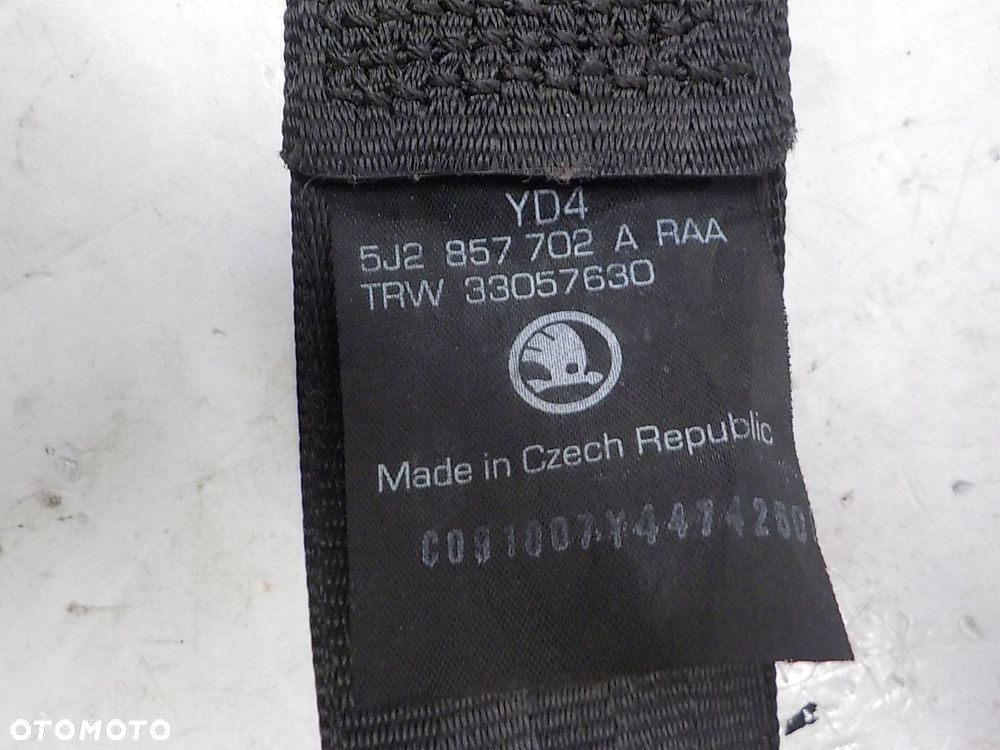 YD4
5J2 857 702 A RAA
TRW 33057630
Made in Czech Republic
OTOMOTO